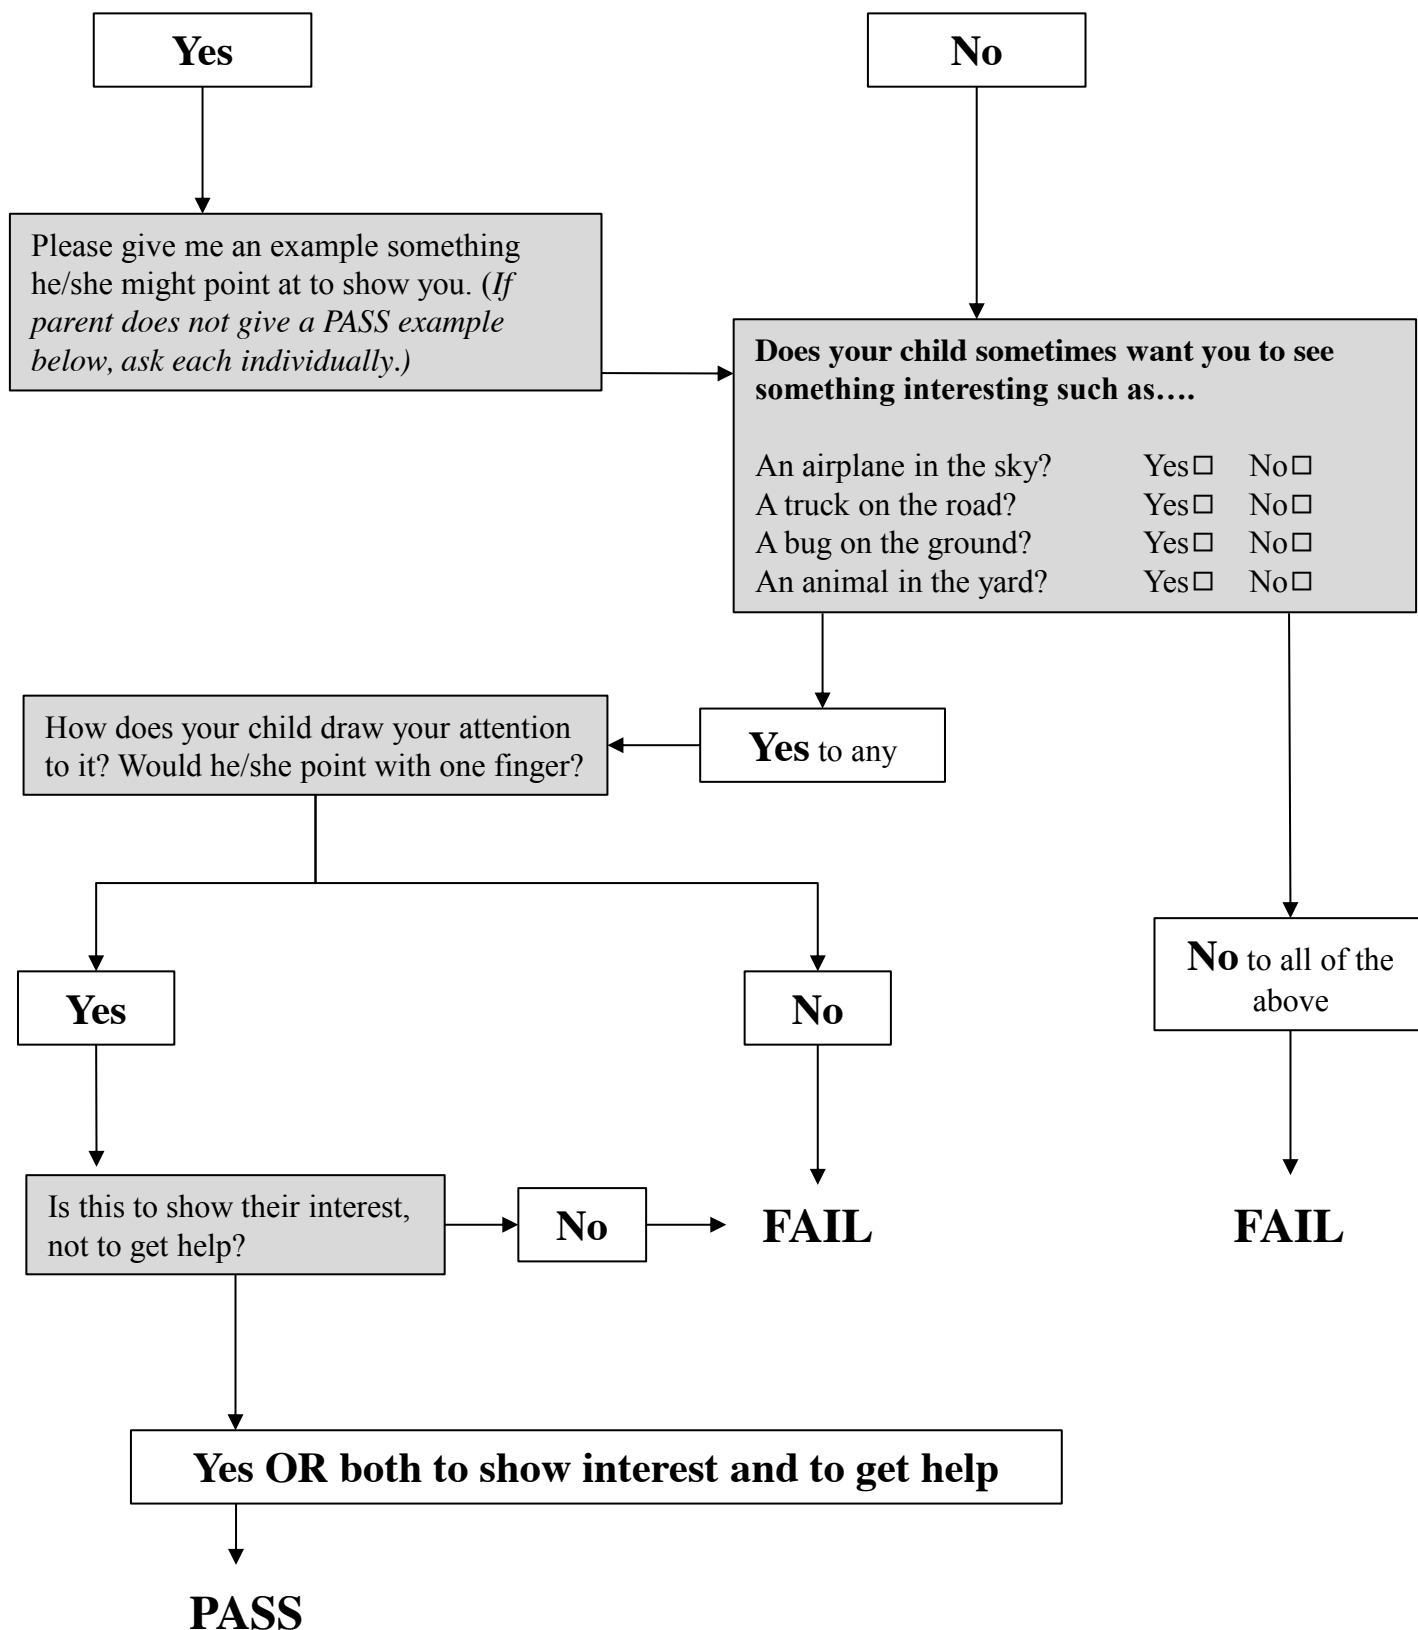 Yes
No
Please give me an example something
he/she might point at to show you. (If
parent does not give a PASS example
below, ask each individually.)
Does your child sometimes want you to see
something interesting such as….
An airplane in the sky? Yes☐ No☐
A truck on the road? Yes☐ No☐
A bug on the ground? Yes☐ No☐
An animal in the yard? Yes☐ No☐
How does your child draw your attention
to it? Would he/she point with one finger?
Yes to any
Yes
No
No to all of the
above
Is this to show their interest,
not to get help?
No
FAIL
FAIL
Yes OR both to show interest and to get help
PASS